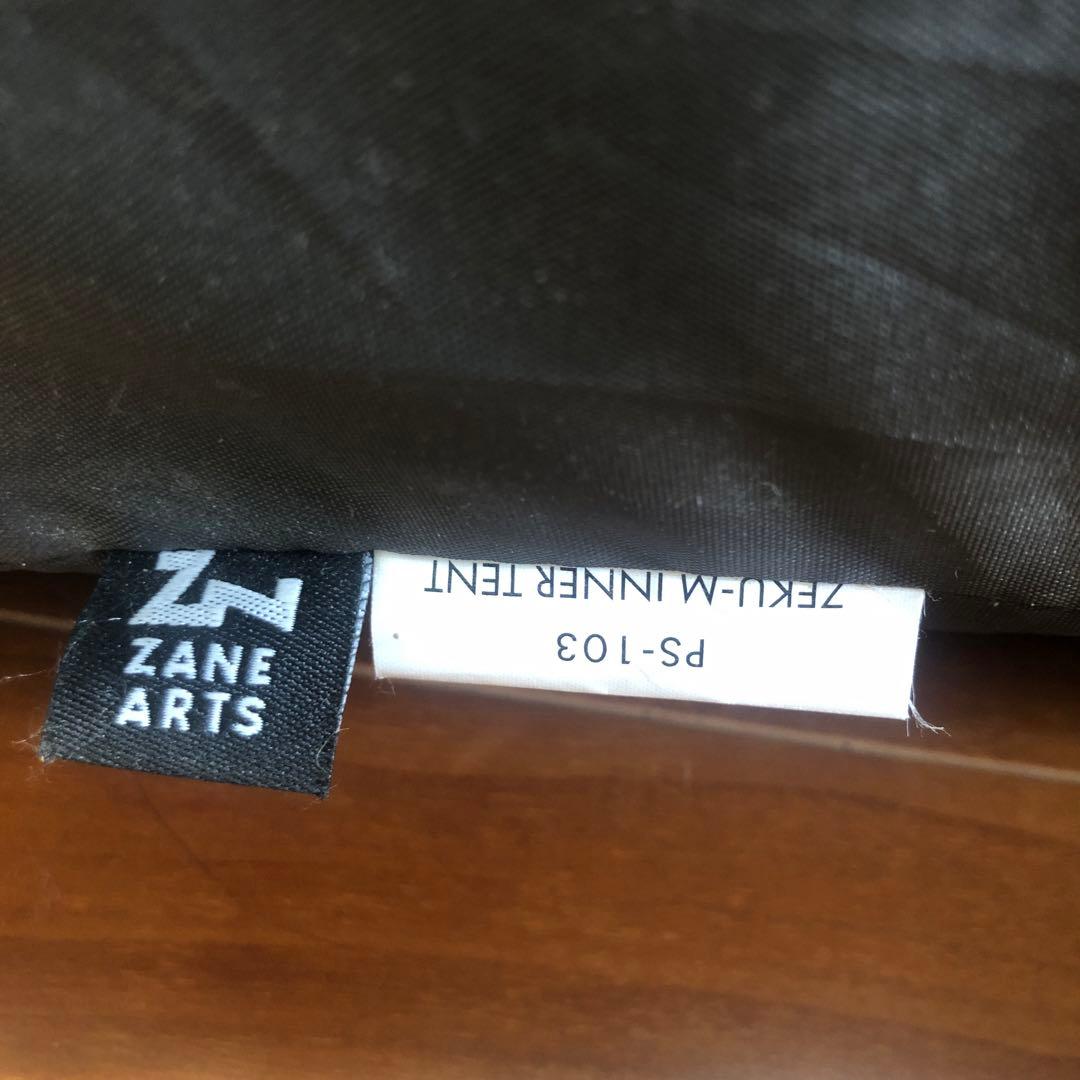 ZANE
ARTS
PS-103
ZEKU-M INNER TENT